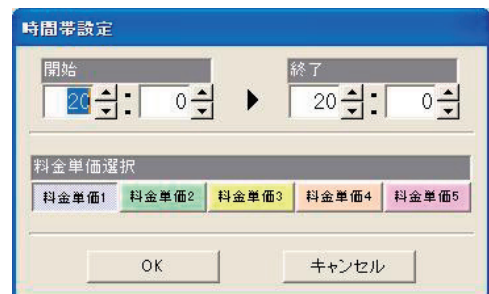 時間帯設定
開始 終了
20 : 0 ▶ 20 : 0
料金単価選択
料金単価1 料金単価2 料金単価3 料金単価4 料金単価5
OK キャンセル